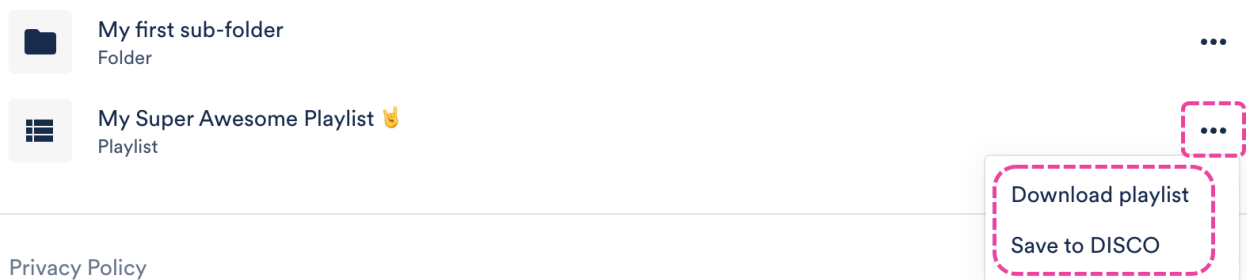 My first sub-folder
Folder
My Super Awesome Playlist 🤘
Playlist
Download playlist
Save to DISCO
Privacy Policy